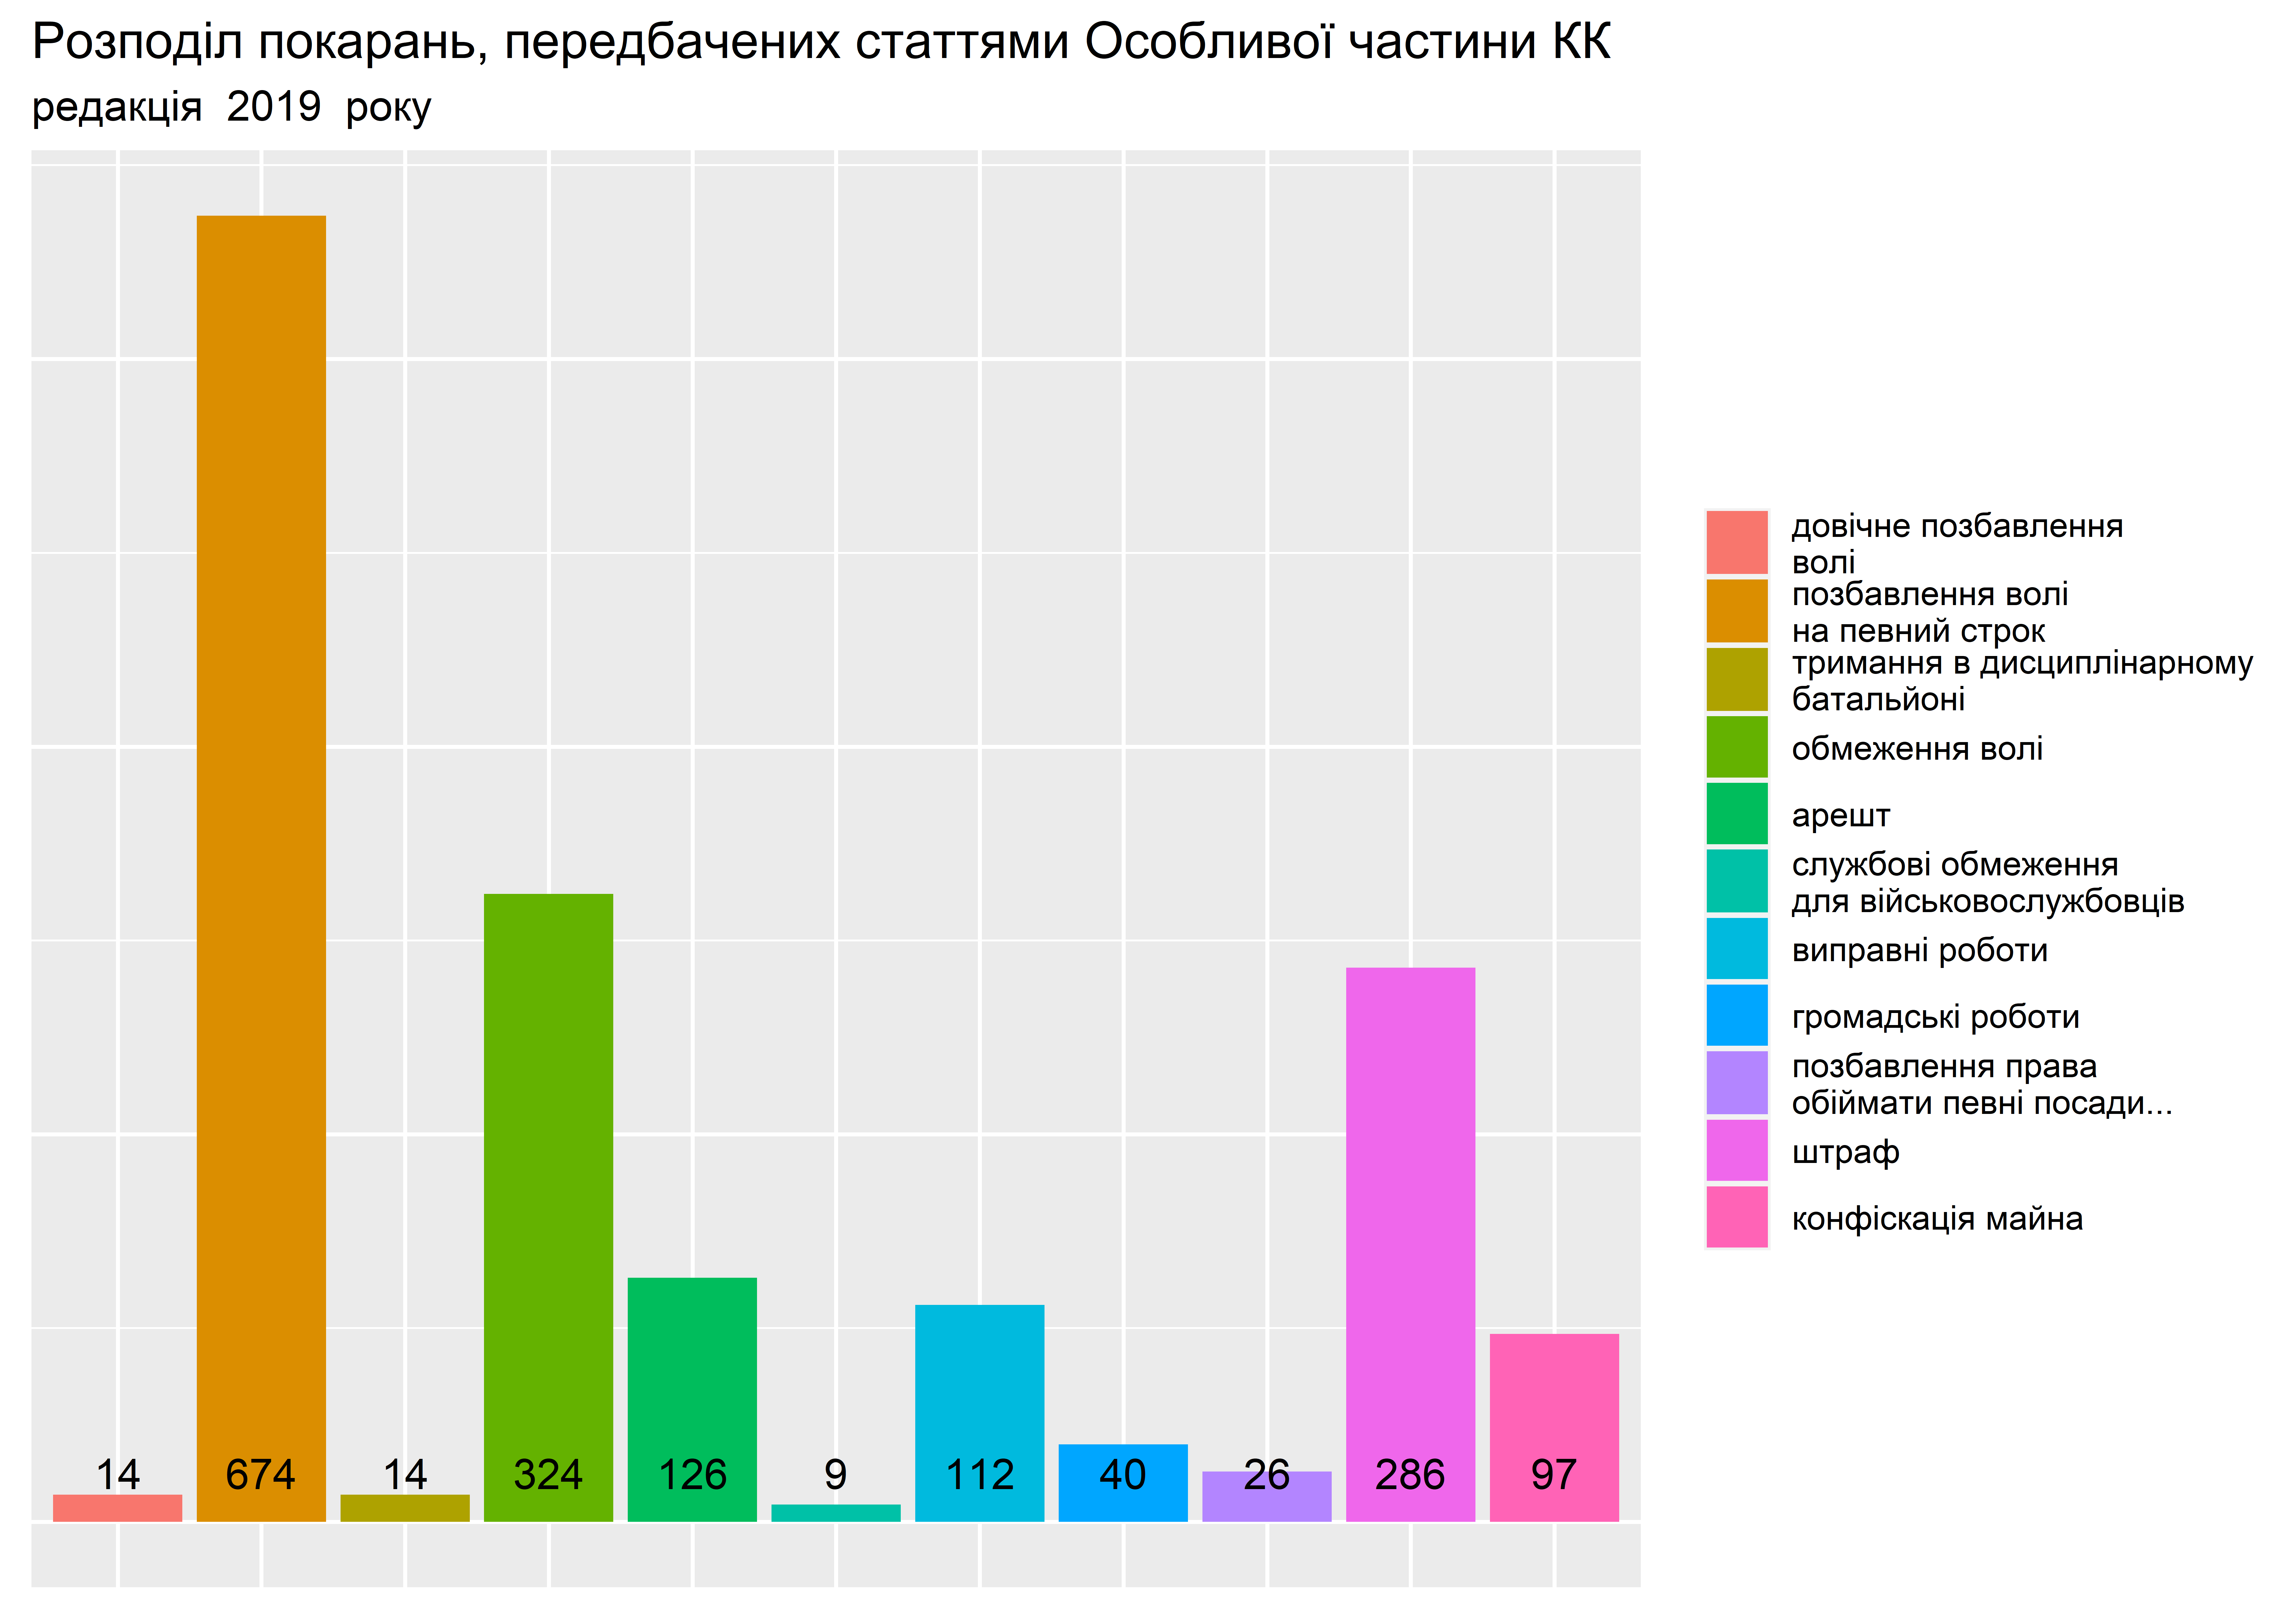 Розподіл покарань, передбачених статтями Особливої частини КК
редакція 2019 року
14 674 14 324 126 9 112 40 26 286 97
довічне позбавлення
волі
позбавлення волі
на певний строк
тримання в дисциплінарному
батальйоні
обмеження волі
арешт
службові обмеження
для військовослужбовців
виправні роботи
громадські роботи
позбавлення права
обіймати певні посади...
штраф
конфіскація майна